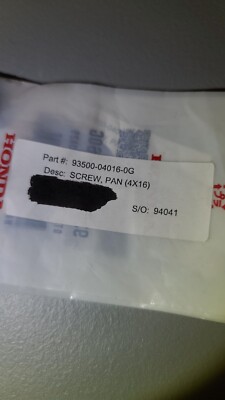 Part #: 93500-04016-0G
Desc: SCREW, PAN (4X16)
S/O: 94041
HONDA